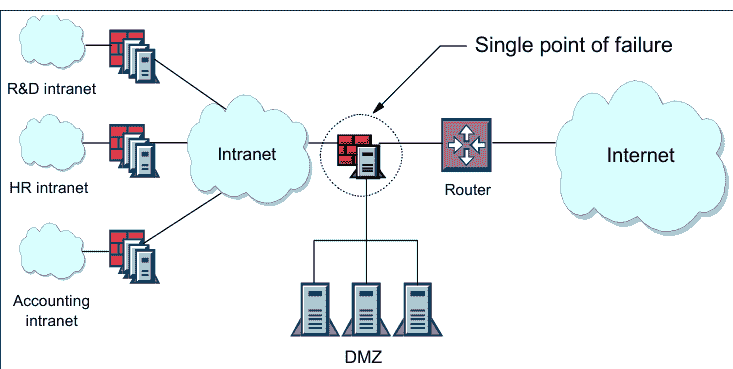 Single point of failure
R&D intranet
Intranet
Internet
HR intranet
Router
Accounting
intranet
DMZ